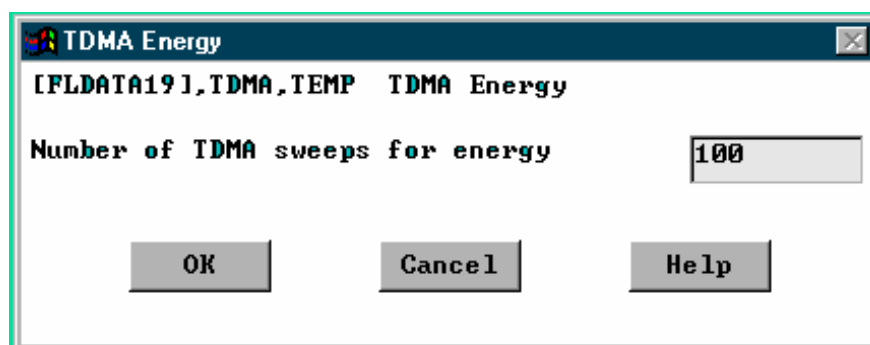 TDMA Energy
[FLDATA19],TDMA,TEMP TDMA Energy
Number of TDMA sweeps for energy 100
OK Cancel Help